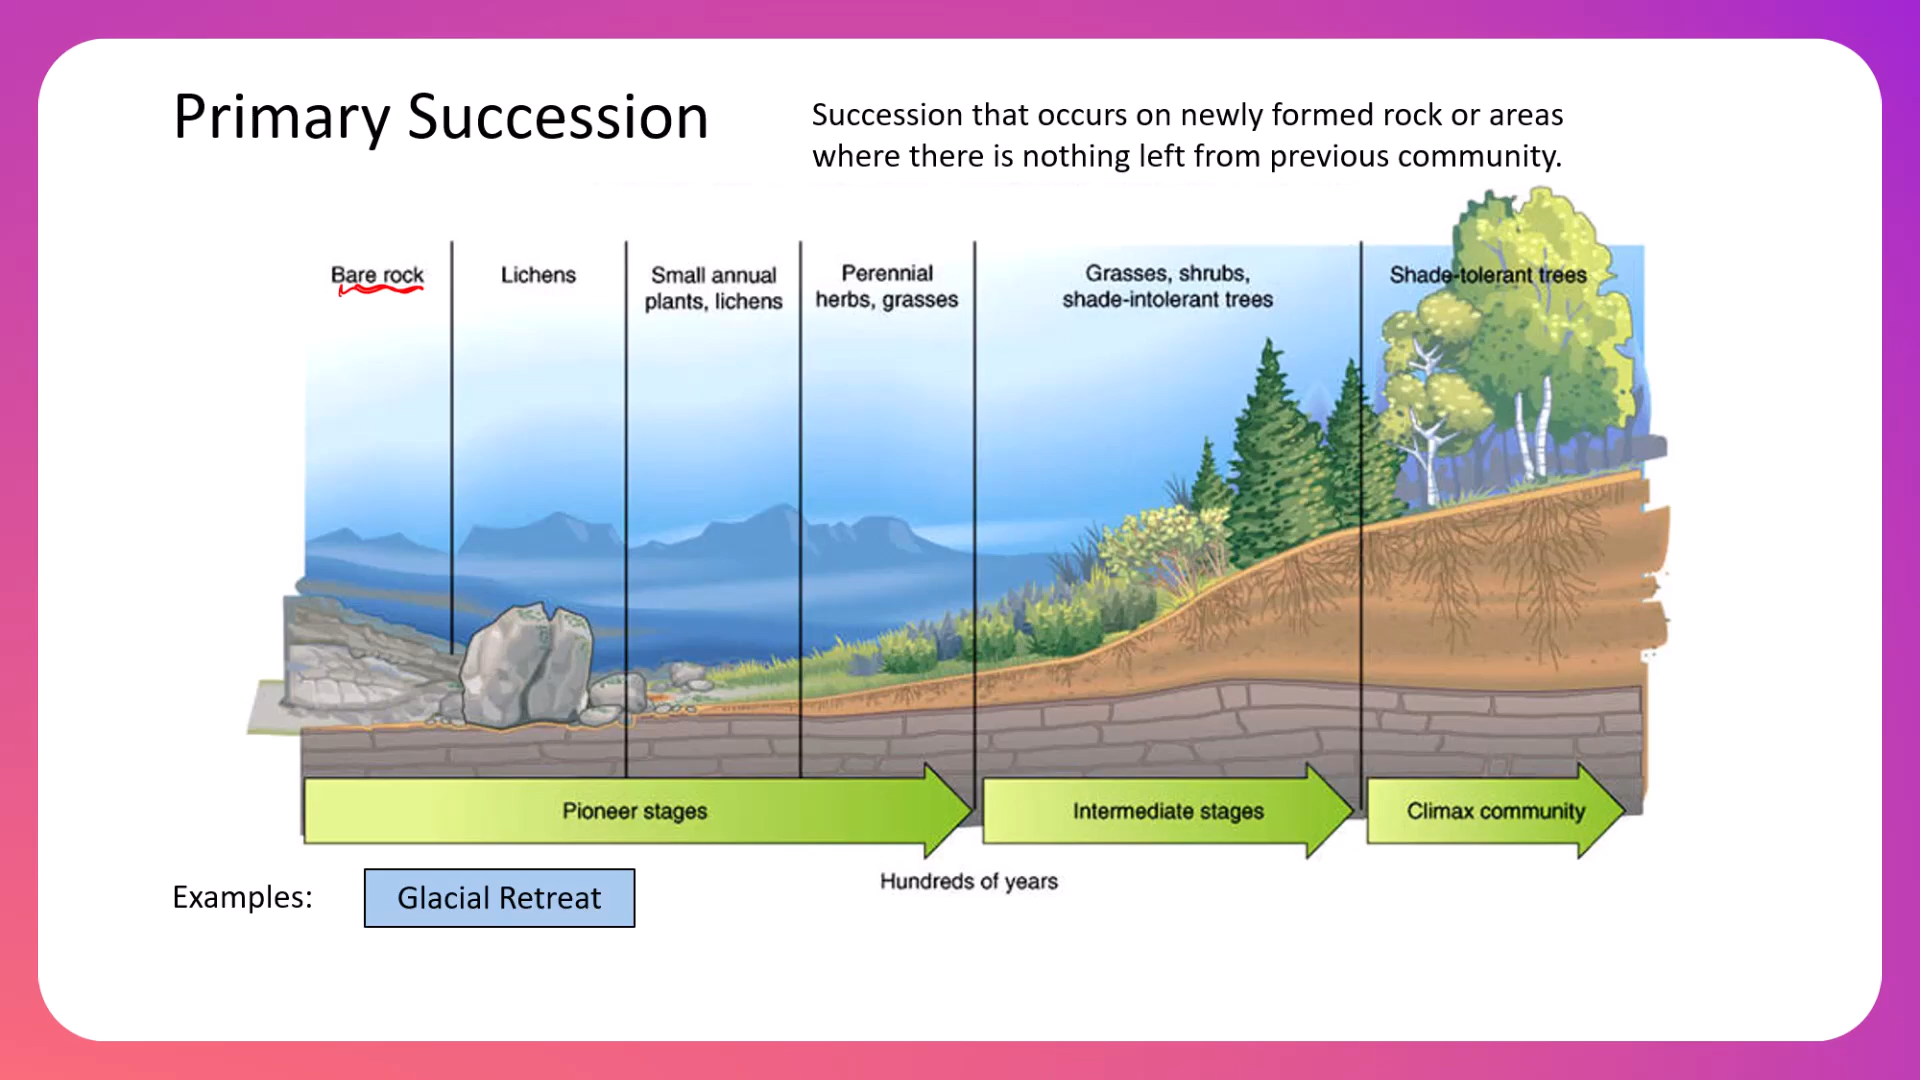 Primary Succession
Succession that occurs on newly formed rock or areas
where there is nothing left from previous community.
Bare rock
Lichens
Small annual
plants, lichens
Perennial
herbs, grasses
Grasses, shrubs,
shade-intolerant trees
Shade-tolerant trees
Pioneer stages
Intermediate stages
Climax community
Hundreds of years
Examples:
Glacial Retreat